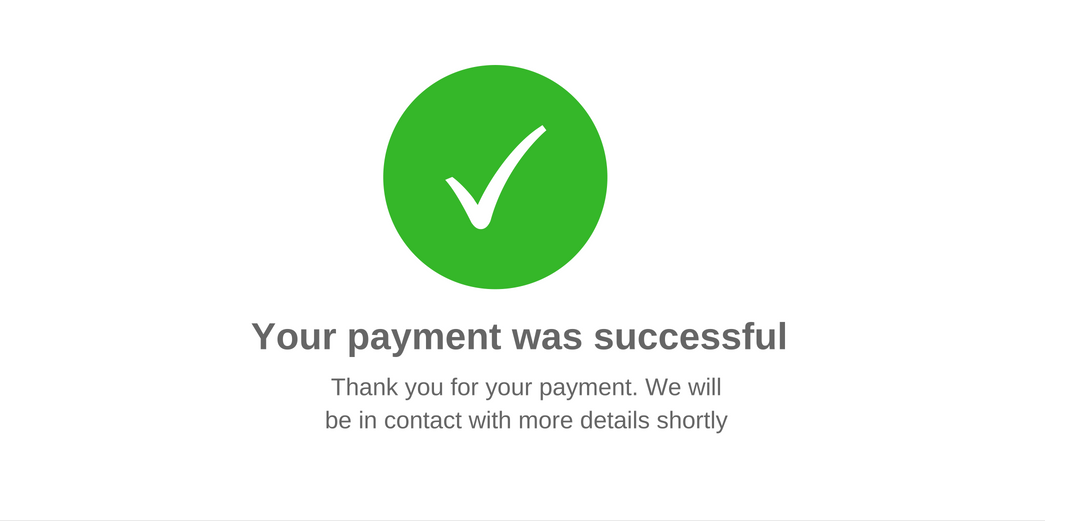 Your payment was successful
Thank you for your payment. We will
be in contact with more details shortly